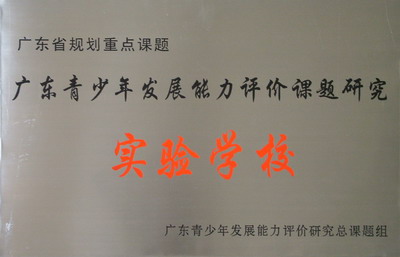 广东省规划重点课题
广东青少年发展能力评价课题研究
实验学校
广东青少年发展能力评价研究总课题组